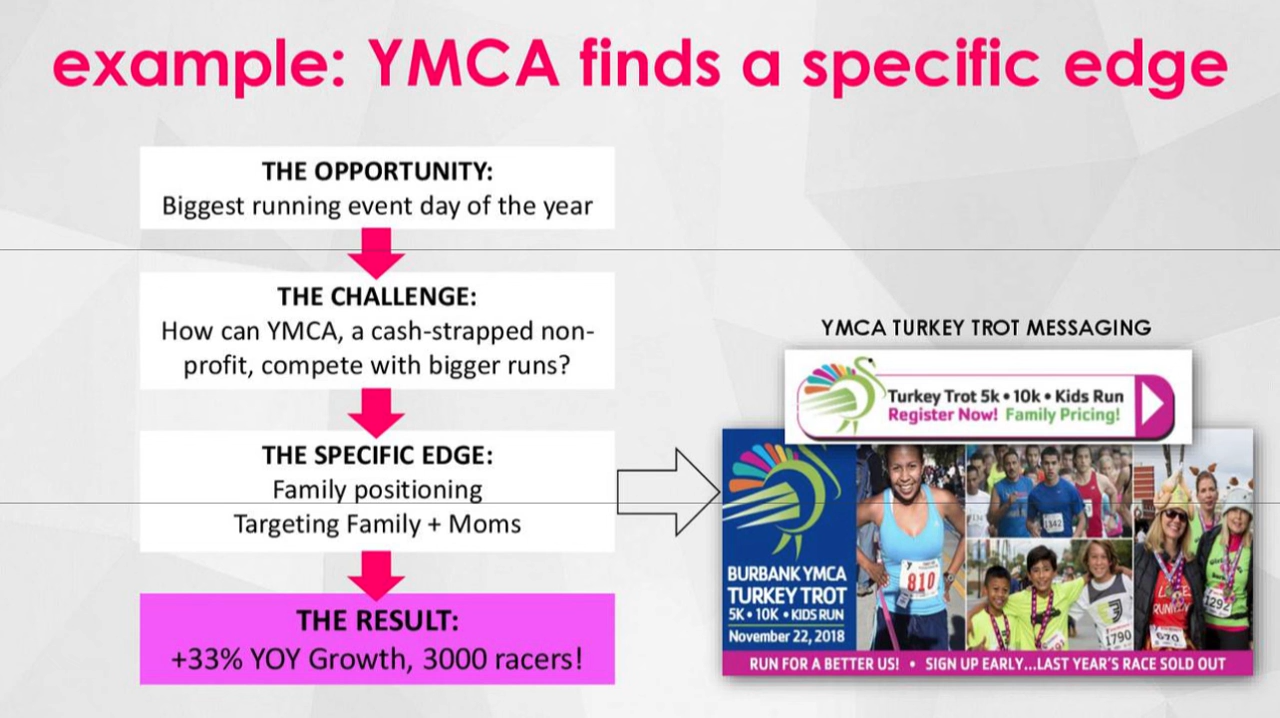 example: YMCA finds a specific edge
THE OPPORTUNITY:
Biggest running event day of the year
THE CHALLENGE:
How can YMCA, a cash-strapped non-
profit, compete with bigger runs?
THE SPECIFIC EDGE:
Family positioning
Targeting Family + Moms
THE RESULT:
+33% YOY Growth, 3000 racers!
YMCA TURKEY TROT MESSAGING
Turkey Trot 5k • 10k • Kids Run
Register Now! Family Pricing!
BURBANK YMCA
TURKEY TROT
5K • 10K • KIDS RUN
November 22, 2018
810
1342
1790
1292
670
RUN FOR A BETTER US! • SIGN UP EARLY...LAST YEAR'S RACE SOLD OUT